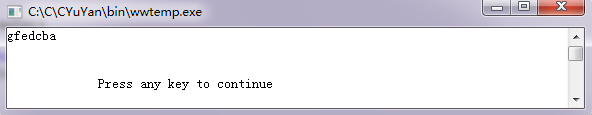 C:\C\CYuYan\bin\wwtemp.exe
gfedcba
Press any key to continue